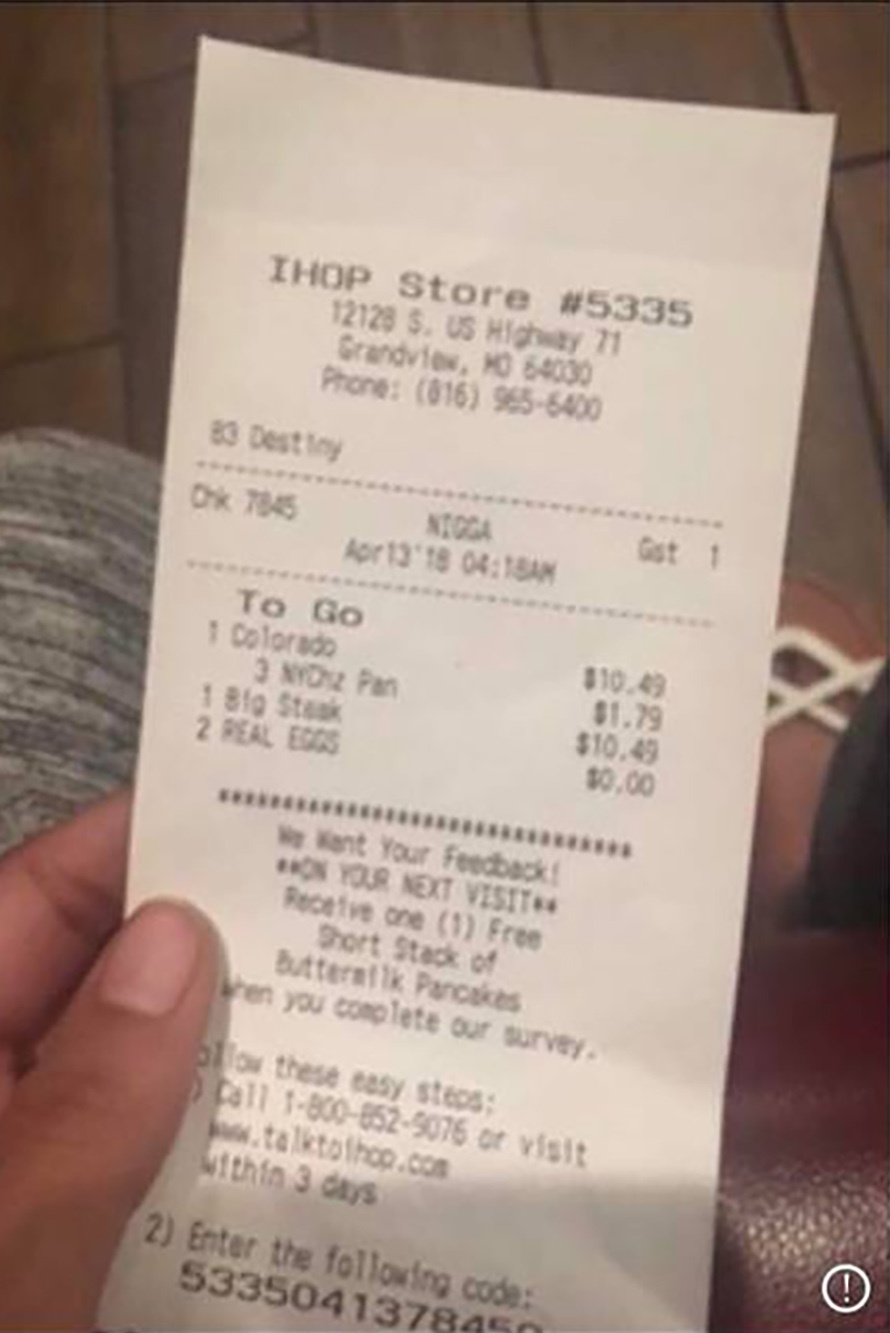 IHOP Store #5335
12128 S. US Highway 71
Grandview, MO 64030
Phone: (816) 965-6400
83 Destiny
Chk 7845 NIGGA Gst 1
Apr13'18 04:18AM
To Go
1 Colorado $10.49
3 NYChz Pan $1.79
1 Big Steak $10.49
2 REAL EGGS $0.00
We Want Your Feedback!
**ON YOUR NEXT VISIT**
Receive one (1) Free
Short Stack of
Buttermilk Pancakes
when you complete our survey.
ollow these easy steps:
) Call 1-800-852-9076 or visit
www.talktoihop.com
within 3 days
2) Enter the following code:
533504137845